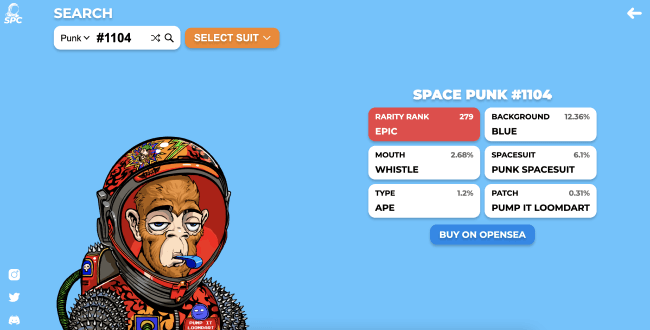 SPC
SEARCH
Punk #1104
SELECT SUIT
SPACE PUNK #1104
RARITY RANK 279
EPIC
BACKGROUND 12.36%
BLUE
MOUTH 2.68%
WHISTLE
SPACESUIT 6.1%
PUNK SPACESUIT
TYPE 1.2%
APE
PATCH 0.31%
PUMP IT LOOMDART
BUY ON OPENSEA
PUMP IT
LOOMDART